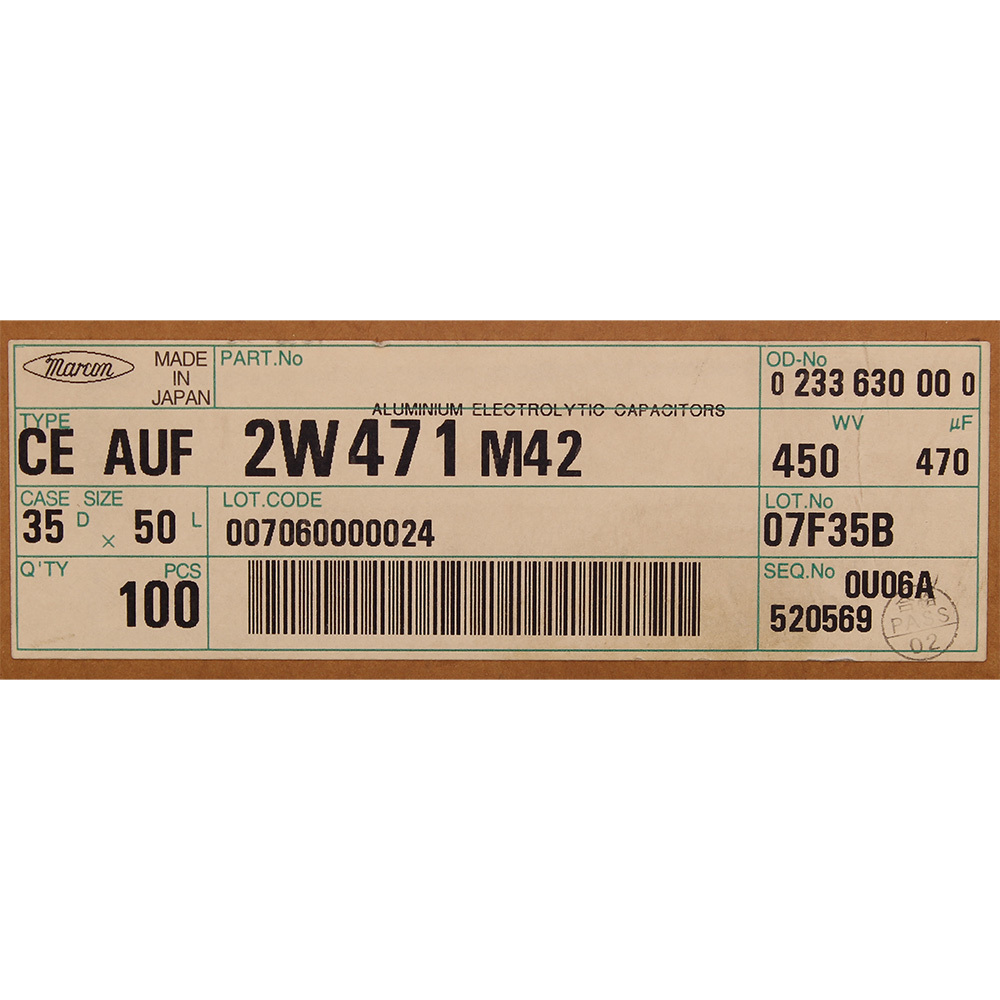 Marcon
MADE
IN
JAPAN
PART.No
OD-No
0 233 630 00 0
ALUMINIUM ELECTROLYTIC CAPACITORS
TYPE
CE AUF 2W471 M42
WV μF
450 470
CASE SIZE
35 D × 50 L
LOT.CODE
007060000024
LOT.No
07F35B
Q'TY PCS
100
SEQ.No 0U06A
520569
合格
PASS
02